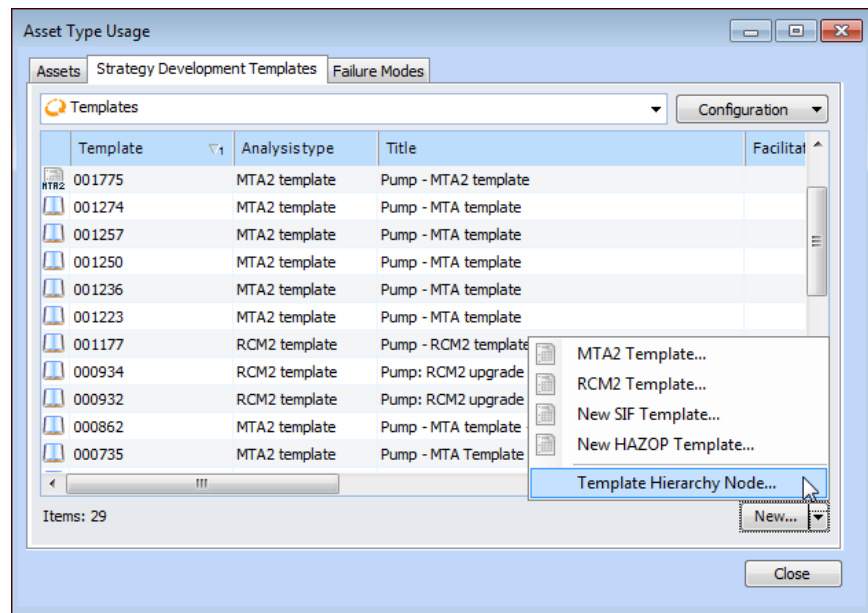 Asset Type Usage
Assets Strategy Development Templates Failure Modes
Templates Configuration
Template 1 Analysistype Title Facilitat
MTA2 001775 MTA2 template Pump - MTA2 template
001274 MTA2 template Pump - MTA template
001257 MTA2 template Pump - MTA template
001250 MTA2 template Pump - MTA template
001236 MTA2 template Pump - MTA template
001223 MTA2 template Pump - MTA template
001177 RCM2 template Pump - RCM2 template
000934 RCM2 template Pump: RCM2 upgrade
000932 RCM2 template Pump: RCM2 upgrade
000862 MTA2 template Pump - MTA template -
000735 MTA2 template Pump - MTA Template
MTA2 Template...
RCM2 Template...
New SIF Template...
New HAZOP Template...
Template Hierarchy Node...
Items: 29 New...
Close